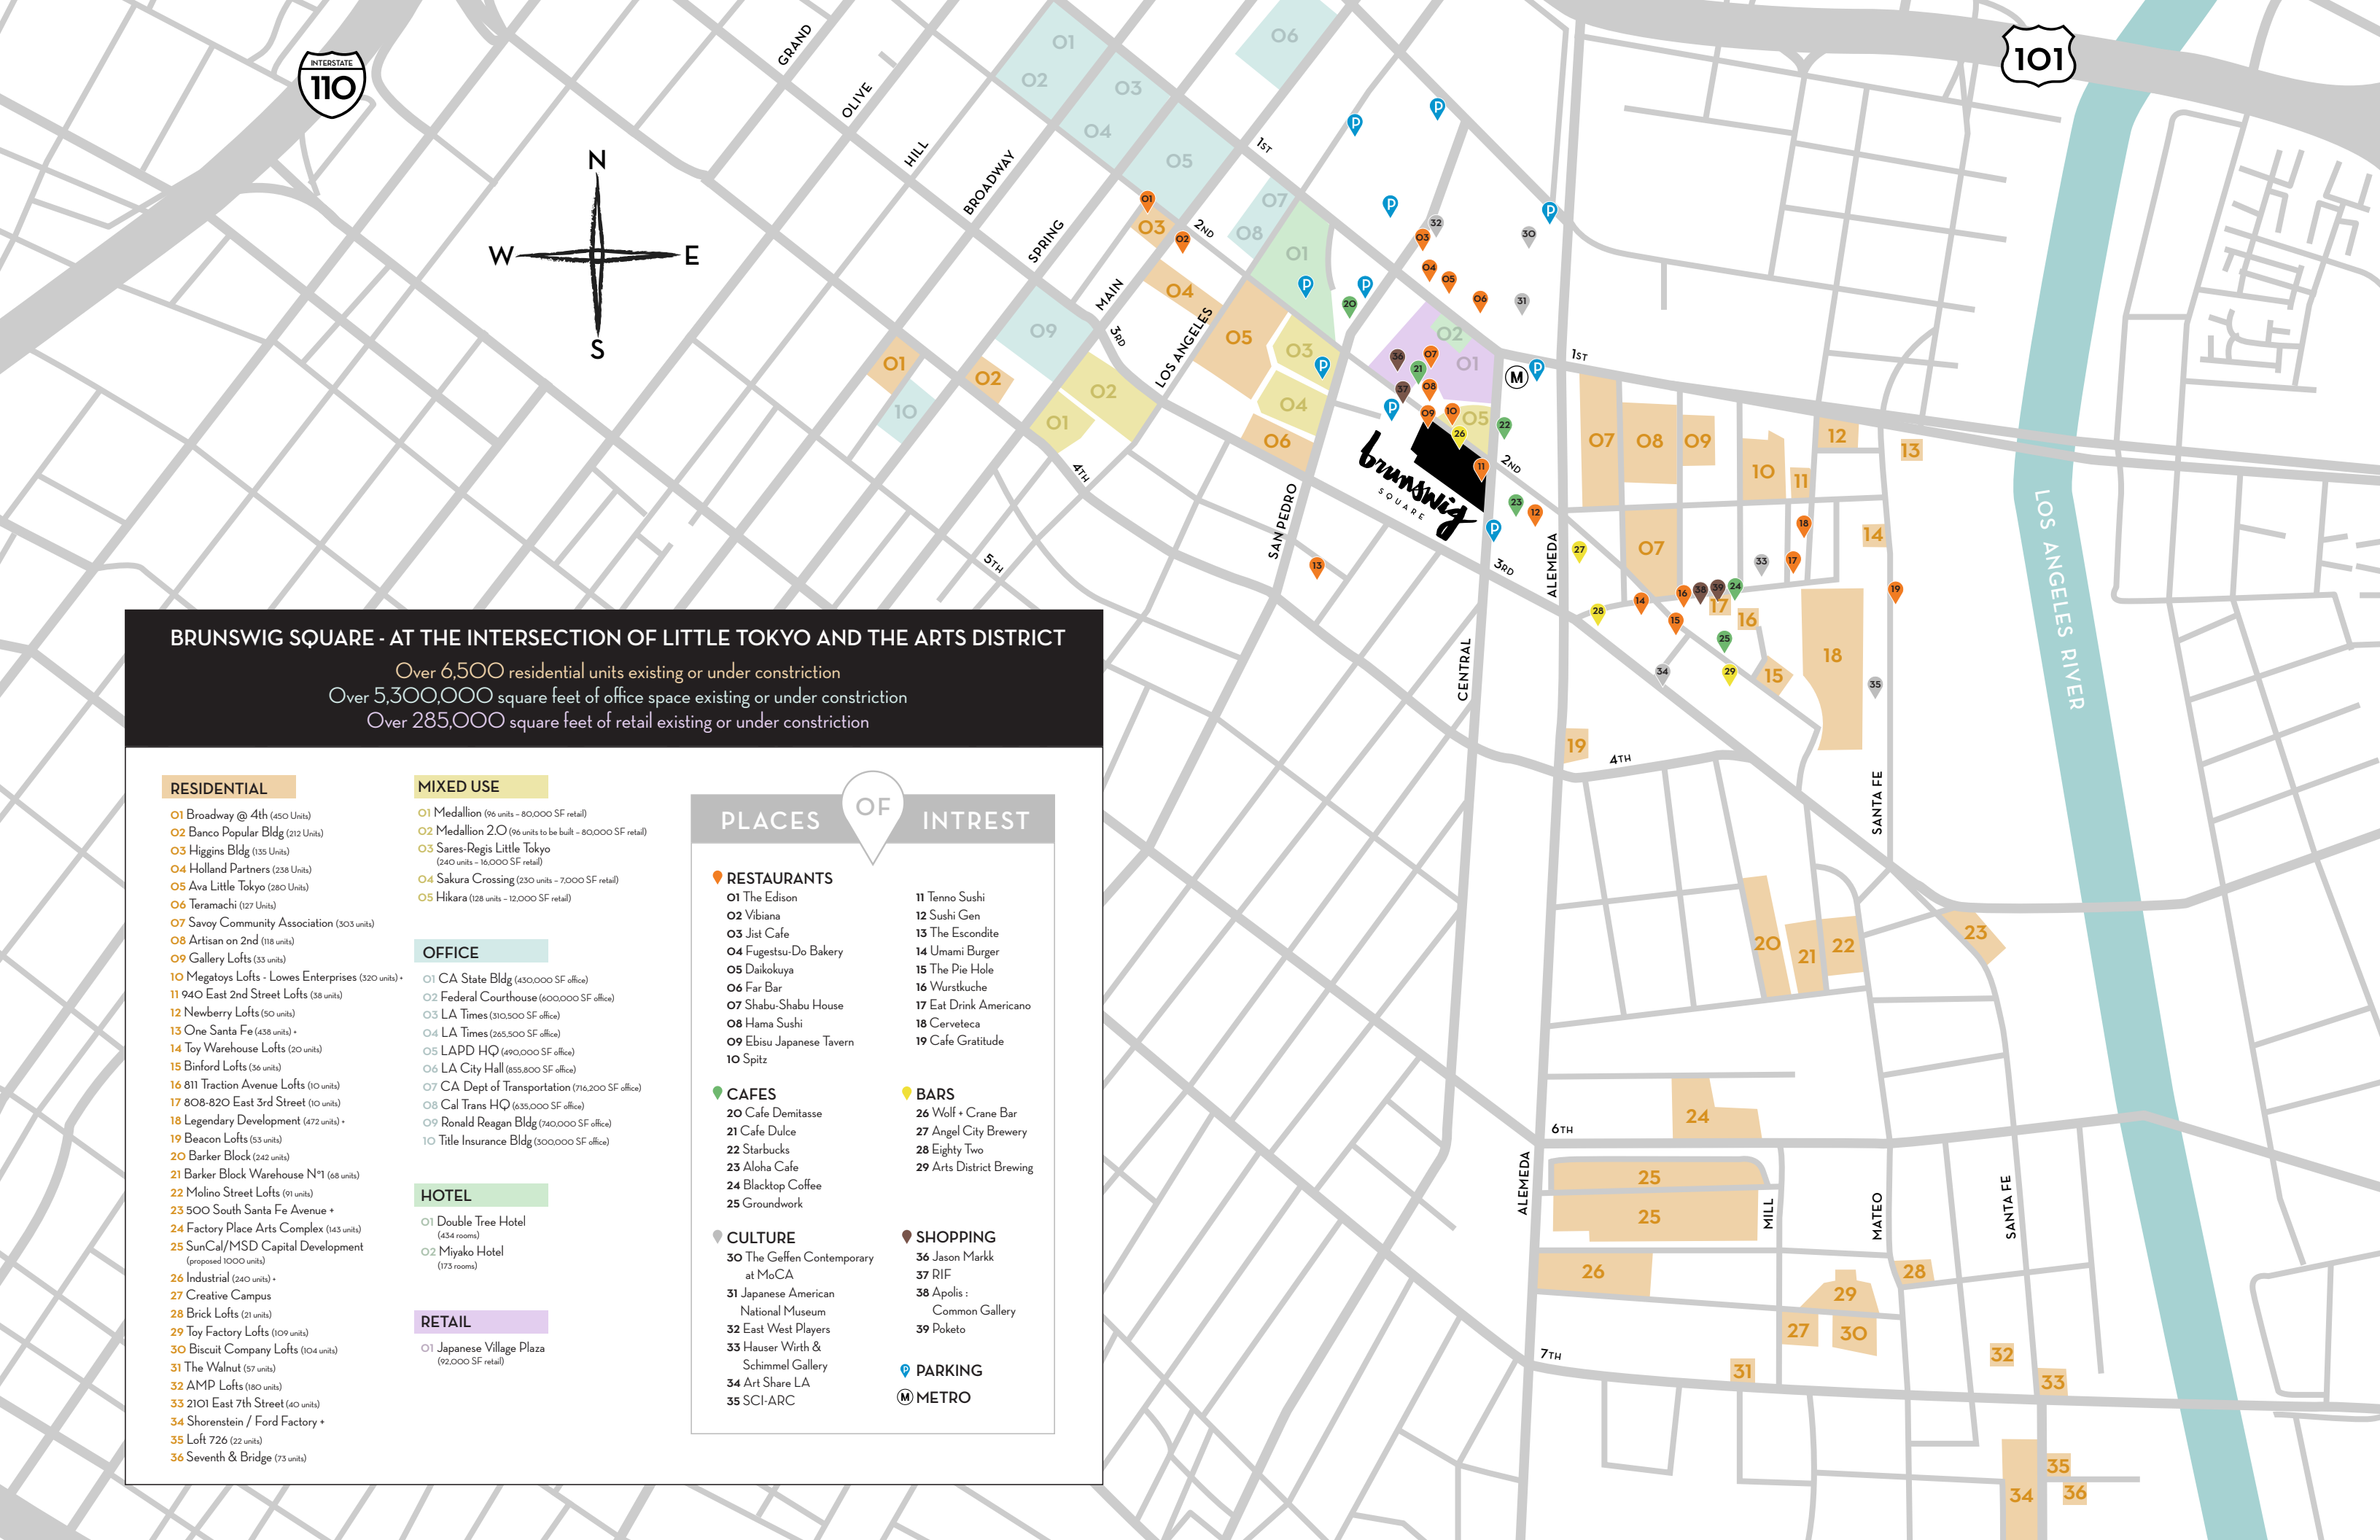 INTERSTATE
110
101
N
W
E
S
GRAND
OLIVE
HILL
BROADWAY
SPRING
MAIN
LOS ANGELES
SAN PEDRO
CENTRAL
ALEMEDA
ALEMEDA
SANTA FE
SANTA FE
MILL
MATEO
1ST
1ST
2ND
2ND
3RD
3RD
4TH
4TH
5TH
6TH
7TH
LOS ANGELES RIVER
M
brunswig
SQUARE
BRUNSWIG SQUARE - AT THE INTERSECTION OF LITTLE TOKYO AND THE ARTS DISTRICT
Over 6,500 residential units existing or under constriction
Over 5,300,000 square feet of office space existing or under constriction
Over 285,000 square feet of retail existing or under constriction
RESIDENTIAL
01 Broadway @ 4th (450 Units)
02 Banco Popular Bldg (212 Units)
03 Higgins Bldg (135 Units)
04 Holland Partners (238 Units)
05 Ava Little Tokyo (280 Units)
06 Teramachi (127 Units)
07 Savoy Community Association (303 units)
08 Artisan on 2nd (118 units)
09 Gallery Lofts (33 units)
10 Megatoys Lofts - Lowes Enterprises (320 units) +
11 940 East 2nd Street Lofts (38 units)
12 Newberry Lofts (50 units)
13 One Santa Fe (438 units) +
14 Toy Warehouse Lofts (20 units)
15 Binford Lofts (36 units)
16 811 Traction Avenue Lofts (10 units)
17 808-820 East 3rd Street (10 units)
18 Legendary Development (472 units) +
19 Beacon Lofts (53 units)
20 Barker Block (242 units)
21 Barker Block Warehouse N°1 (68 units)
22 Molino Street Lofts (91 units)
23 500 South Santa Fe Avenue +
24 Factory Place Arts Complex (143 units)
25 SunCal/MSD Capital Development
(proposed 1000 units)
26 Industrial (240 units) +
27 Creative Campus
28 Brick Lofts (21 units)
29 Toy Factory Lofts (109 units)
30 Biscuit Company Lofts (104 units)
31 The Walnut (57 units)
32 AMP Lofts (180 units)
33 2101 East 7th Street (40 units)
34 Shorenstein / Ford Factory +
35 Loft 726 (22 units)
36 Seventh & Bridge (73 units)
MIXED USE
01 Medallion (96 units – 80,000 SF retail)
02 Medallion 2.0 (96 units to be built – 80,000 SF retail)
03 Sares-Regis Little Tokyo
(240 units – 16,000 SF retail)
04 Sakura Crossing (230 units – 7,000 SF retail)
05 Hikara (128 units – 12,000 SF retail)
OFFICE
01 CA State Bldg (430,000 SF office)
02 Federal Courthouse (600,000 SF office)
03 LA Times (310,500 SF office)
04 LA Times (265,500 SF office)
05 LAPD HQ (490,000 SF office)
06 LA City Hall (855,800 SF office)
07 CA Dept of Transportation (716,200 SF office)
08 Cal Trans HQ (635,000 SF office)
09 Ronald Reagan Bldg (740,000 SF office)
10 Title Insurance Bldg (300,000 SF office)
HOTEL
01 Double Tree Hotel
(434 rooms)
02 Miyako Hotel
(173 rooms)
RETAIL
01 Japanese Village Plaza
(92,000 SF retail)
PLACES OF INTREST
RESTAURANTS
01 The Edison
02 Vibiana
03 Jist Cafe
04 Fugestsu-Do Bakery
05 Daikokuya
06 Far Bar
07 Shabu-Shabu House
08 Hama Sushi
09 Ebisu Japanese Tavern
10 Spitz
11 Tenno Sushi
12 Sushi Gen
13 The Escondite
14 Umami Burger
15 The Pie Hole
16 Wurstkuche
17 Eat Drink Americano
18 Cerveteca
19 Cafe Gratitude
CAFES
20 Cafe Demitasse
21 Cafe Dulce
22 Starbucks
23 Aloha Cafe
24 Blacktop Coffee
25 Groundwork
BARS
26 Wolf + Crane Bar
27 Angel City Brewery
28 Eighty Two
29 Arts District Brewing
CULTURE
30 The Geffen Contemporary
at MoCA
31 Japanese American
National Museum
32 East West Players
33 Hauser Wirth &
Schimmel Gallery
34 Art Share LA
35 SCI-ARC
SHOPPING
36 Jason Markk
37 RIF
38 Apolis :
Common Gallery
39 Poketo
P PARKING
M METRO